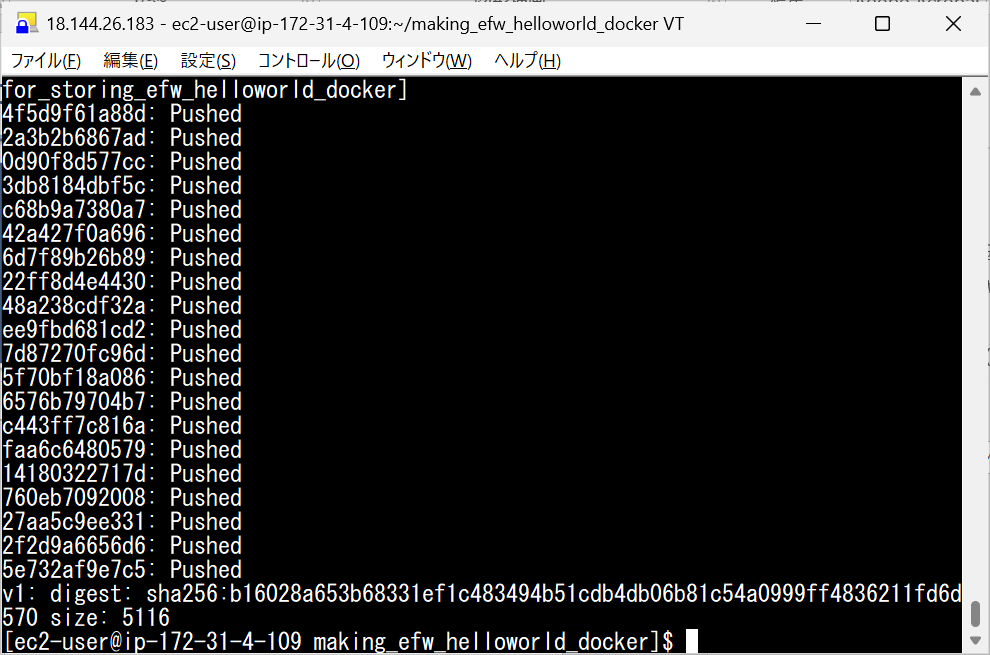 18.144.26.183 - ec2-user@ip-172-31-4-109:~/making_efw_helloworld_docker VT
ファイル(F) 編集(E) 設定(S) コントロール(O) ウィンドウ(W) ヘルプ(H)
for_storing_efw_helloworld_docker]
4f5d9f61a88d: Pushed
2a3b2b6867ad: Pushed
0d90f8d577cc: Pushed
3db8184dbf5c: Pushed
c68b9a7380a7: Pushed
42a427f0a696: Pushed
6d7f89b26b89: Pushed
22ff8d4e4430: Pushed
48a238cdf32a: Pushed
ee9fbd681cd2: Pushed
7d87270fc96d: Pushed
5f70bf18a086: Pushed
6576b79704b7: Pushed
c443ff7c816a: Pushed
faa6c6480579: Pushed
14180322717d: Pushed
760eb7092008: Pushed
27aa5c9ee331: Pushed
2f2d9a6656d6: Pushed
5e732af9e7c5: Pushed
v1: digest: sha256:b16028a653b68331ef1c483494b51cdb4db06b81c54a0999ff4836211fd6d
570 size: 5116
[ec2-user@ip-172-31-4-109 making_efw_helloworld_docker]$